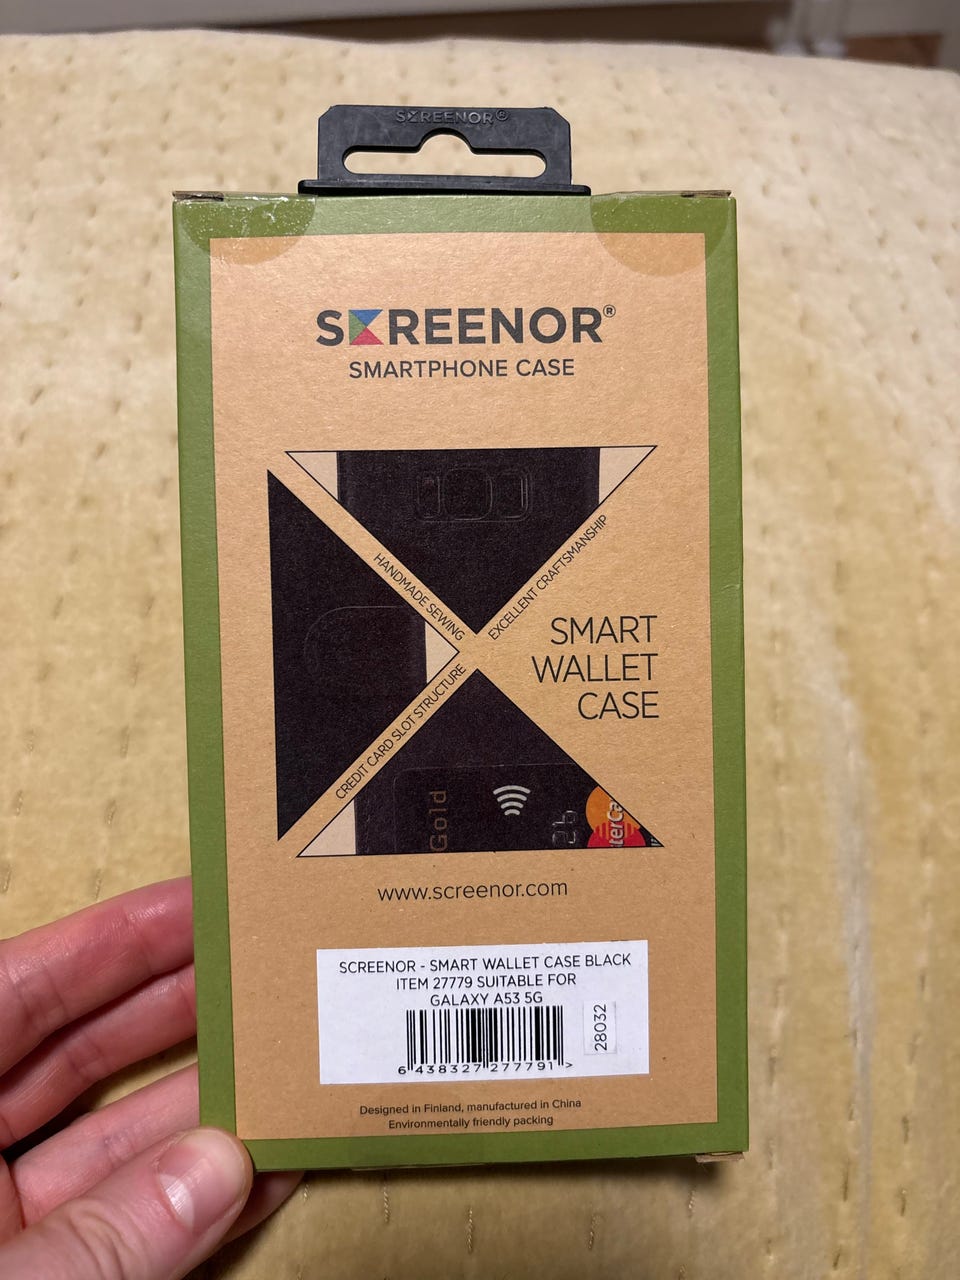 SCREENOR®
SCREENOR®
SMARTPHONE CASE
HANDMADE SEWING
EXCELLENT CRAFTSMANSHIP
CREDIT CARD SLOT STRUCTURE
SMART
WALLET
CASE
Gold
26
terCa
www.screenor.com
SCREENOR - SMART WALLET CASE BLACK
ITEM 27779 SUITABLE FOR
GALAXY A53 5G
28032
6 438327 277791 >
Designed in Finland, manufactured in China
Environmentally friendly packing